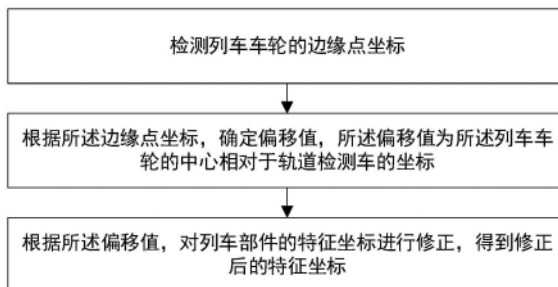 检测列车车轮的边缘点坐标
根据所述边缘点坐标，确定偏移值，所述偏移值为所述列车车
轮的中心相对于轨道检测车的坐标
根据所述偏移值，对列车部件的特征坐标进行修正，得到修正
后的特征坐标